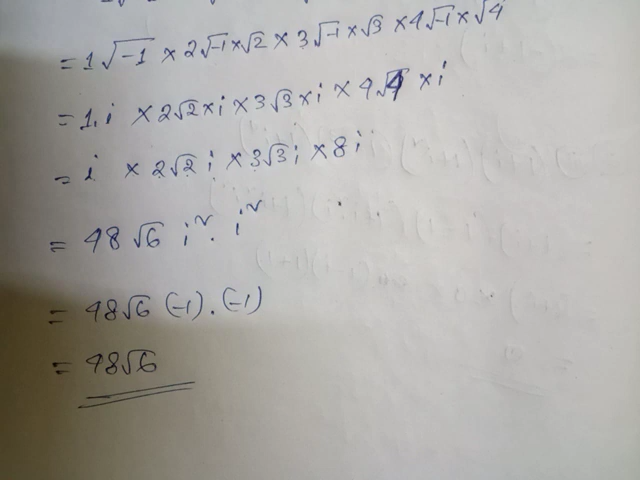 = 1√-1 × 2√-1×√2 × 3√-1×√3 × 4√-1×√4
= 1.i × 2√2×i × 3√3×i × 4√4 ×i
= i × 2√2 i × 3√3 i × 8i
= 48√6 i². i²
= 48√6 (-1).(-1)
= 48√6